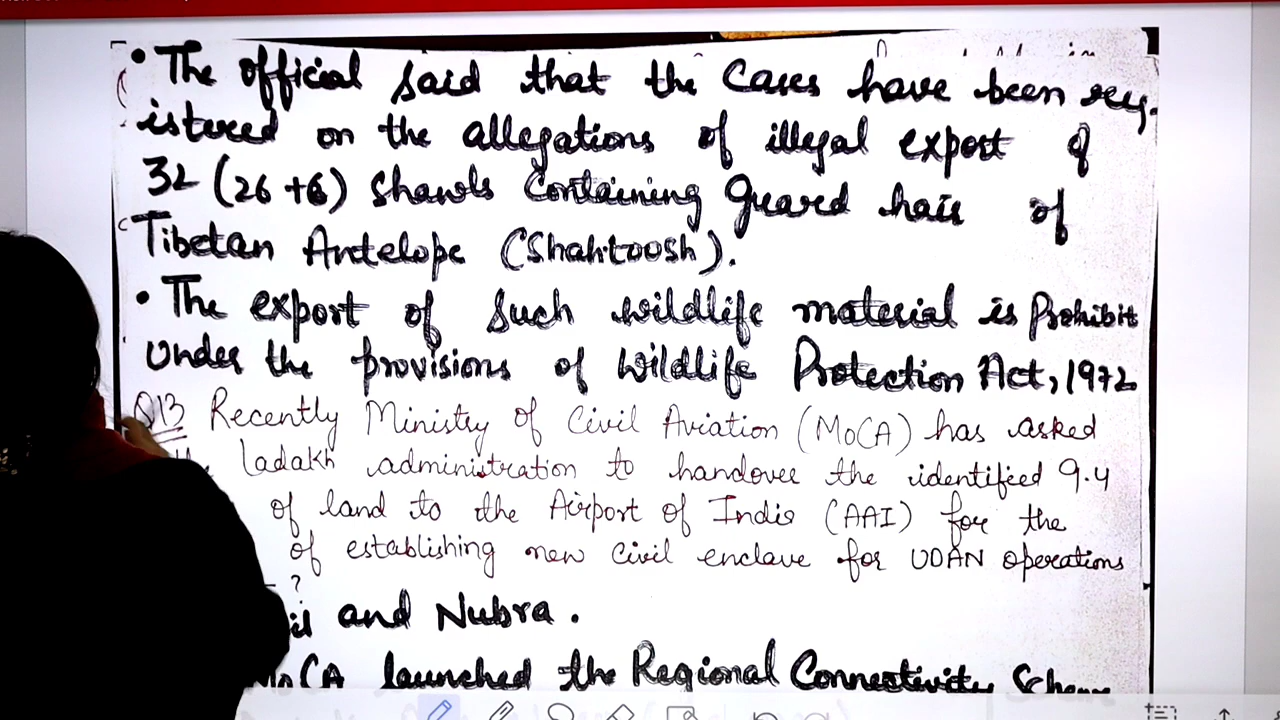 • The official said that the Cases have been reg-
istered on the allegations of illegal export of
32 (26+6) Shawls Containing guard hair of
Tibetan Antelope (Shahtoosh).
• The export of Such wildlife material is Prohibit
Under the provisions of Wildlife Protection Act, 1972
Q13 Recently Ministry of Civil Aviation (MoCA) has asked
Ladakh administration to handover the identified 9.4
of land to the Airport of India (AAI) for the
of establishing new Civil enclave for UDAN operations
?
and Nubra.
MoCA launched the Regional Connectivity Scheme